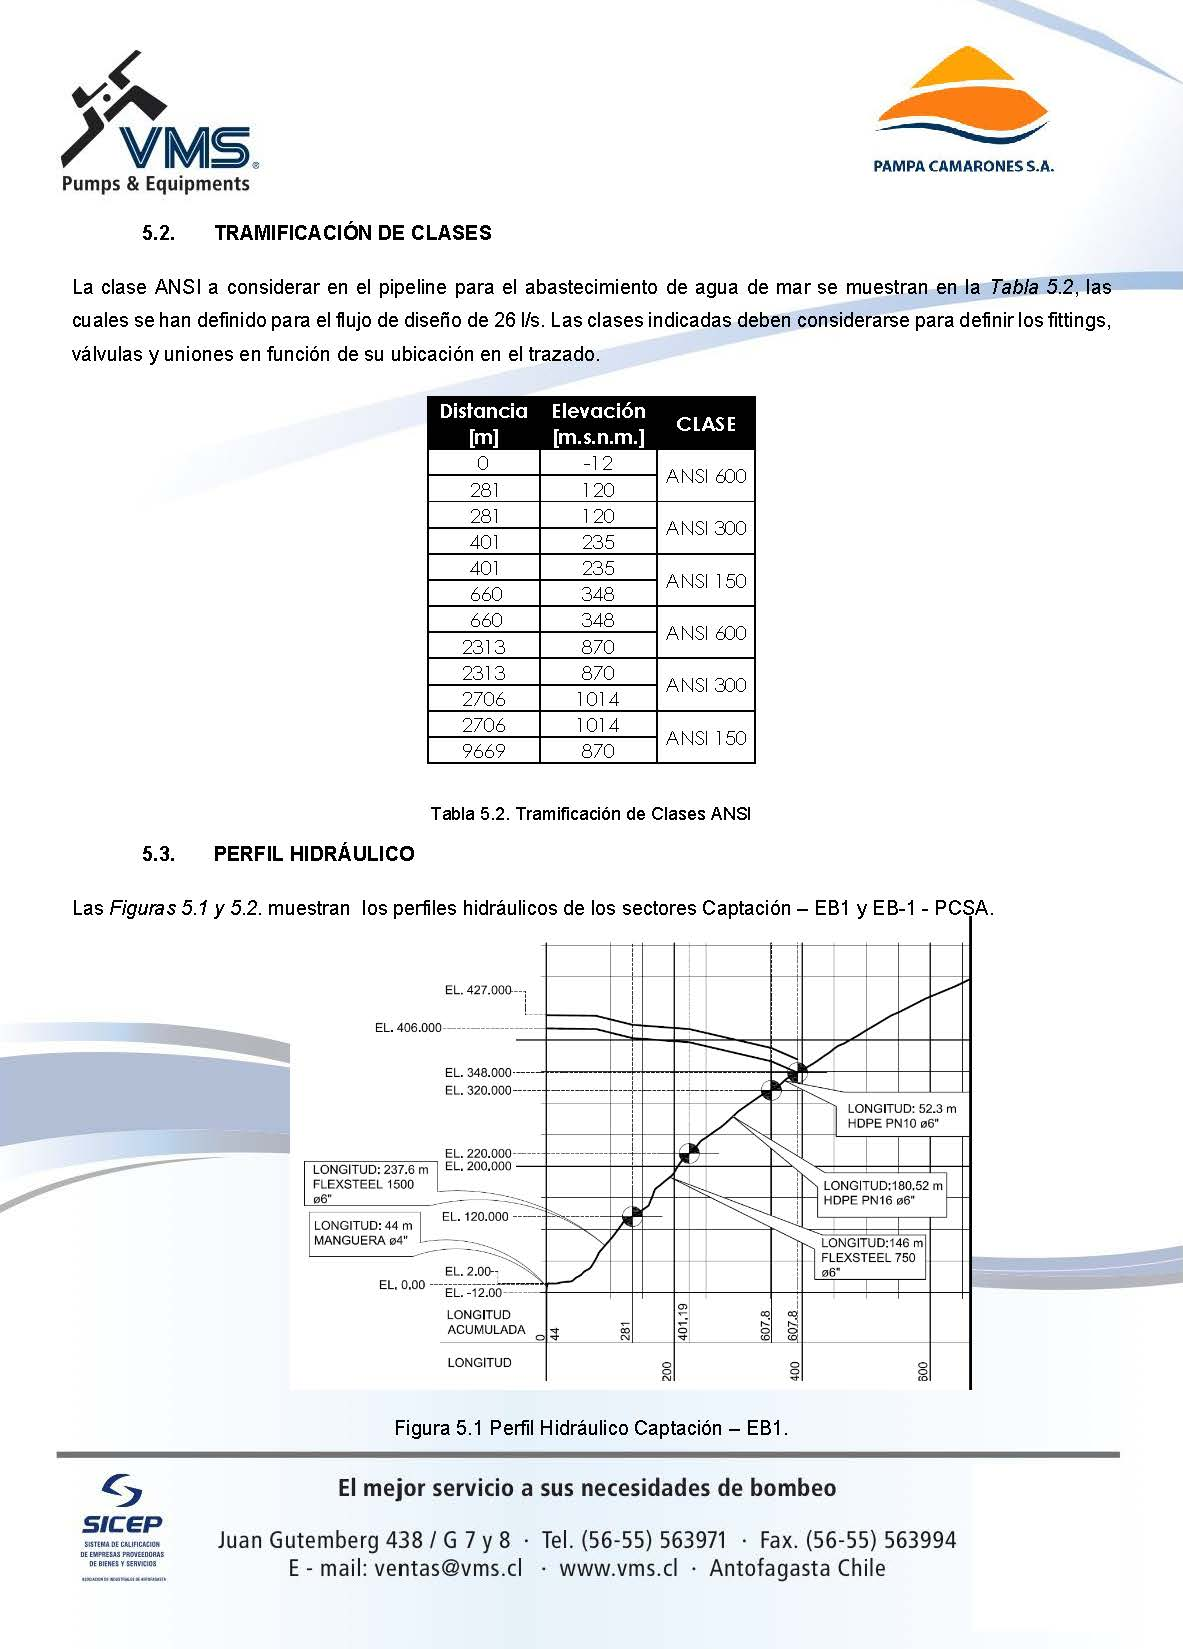 VMS®
Pumps & Equipments
PAMPA CAMARONES S.A.
5.2. TRAMIFICACIÓN DE CLASES
La clase ANSI a considerar en el pipeline para el abastecimiento de agua de mar se muestran en la Tabla 5.2, las
cuales se han definido para el flujo de diseño de 26 l/s. Las clases indicadas deben considerarse para definir los fittings,
válvulas y uniones en función de su ubicación en el trazado.
Distancia [m] Elevación [m.s.n.m.] CLASE
0 -12 ANSI 600
281 120
281 120 ANSI 300
401 235
401 235 ANSI 150
660 348
660 348 ANSI 600
2313 870
2313 870 ANSI 300
2706 1014
2706 1014 ANSI 150
9669 870
Tabla 5.2. Tramificación de Clases ANSI
5.3. PERFIL HIDRÁULICO
Las Figuras 5.1 y 5.2. muestran los perfiles hidráulicos de los sectores Captación – EB1 y EB-1 - PCSA.
EL. 427.000
EL. 406.000
EL. 348.000
EL. 320.000
LONGITUD: 52.3 m
HDPE PN10 ø6"
EL. 220.000
EL. 200,000
LONGITUD: 237.6 m
FLEXSTEEL 1500
ø6"
LONGITUD:180,52 m
HDPE PN16 ø6"
EL. 120.000
LONGITUD: 44 m
MANGUERA ø4"
LONGITUD:146 m
FLEXSTEEL 750
ø6"
EL. 2.00
EL. 0,00
EL. -12.00
LONGITUD
ACUMULADA
0 44 281 401,19 607.8 607.8
LONGITUD
200 400 600
Figura 5.1 Perfil Hidráulico Captación – EB1.
SICEP
SISTEMA DE CALIFICACION
DE EMPRESAS PROVEEDORAS
DE BIENES Y SERVICIOS
ASOCIACION DE INDUSTRIALES DE ANTOFAGASTA
El mejor servicio a sus necesidades de bombeo
Juan Gutemberg 438 / G 7 y 8 · Tel. (56-55) 563971 · Fax. (56-55) 563994
E - mail: ventas@vms.cl · www.vms.cl · Antofagasta Chile